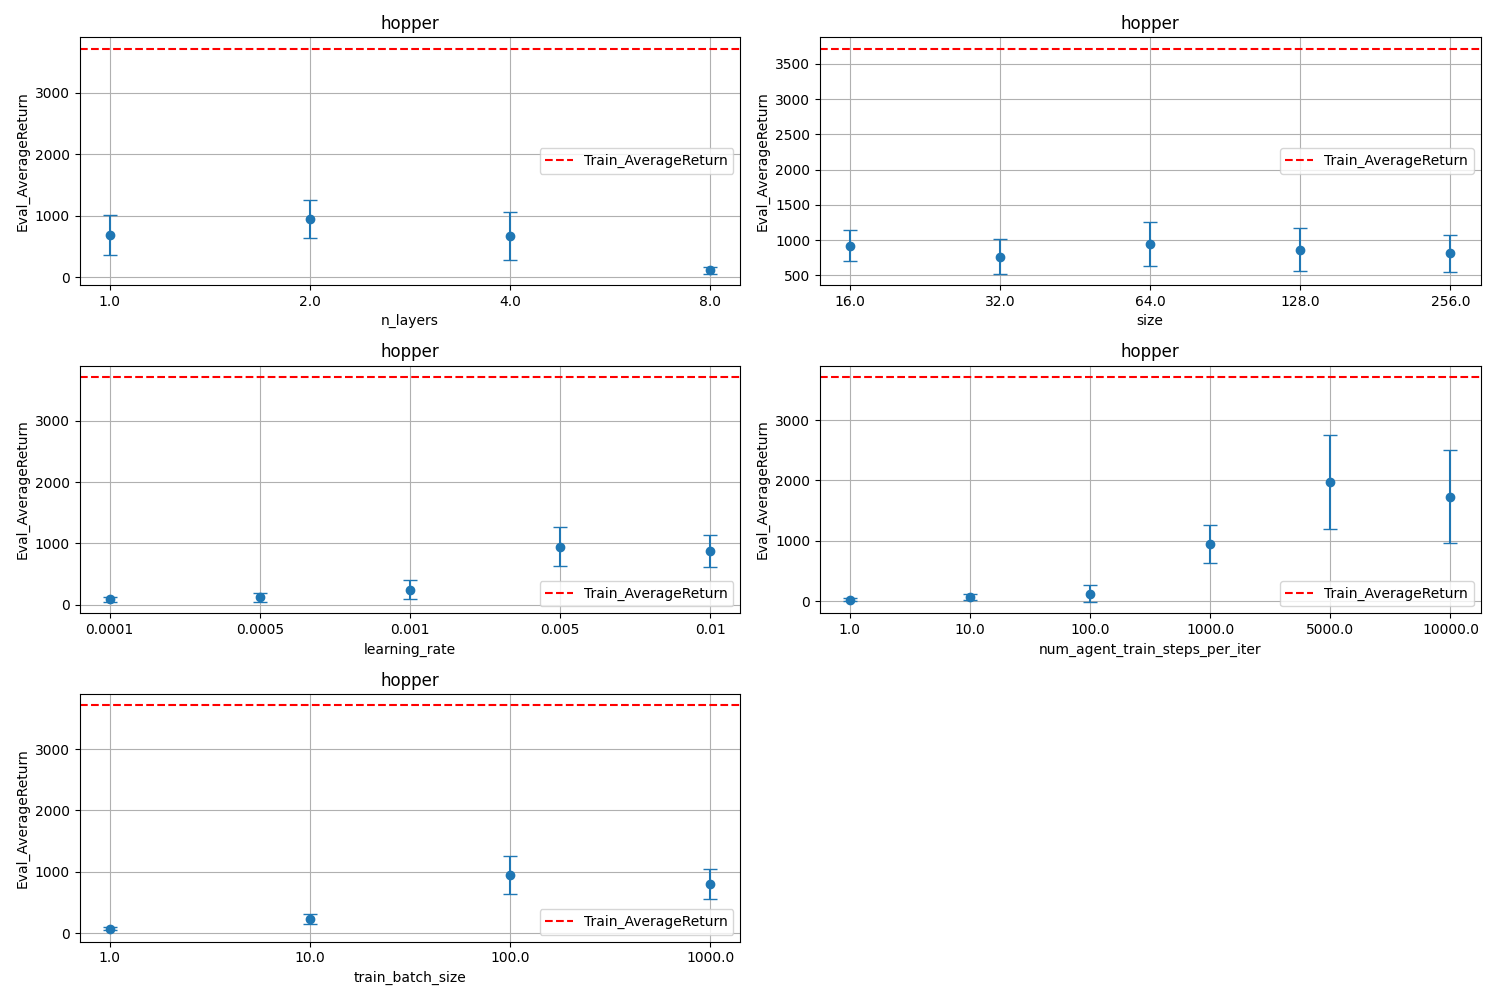 hopper
Eval_AverageReturn
3000
2000
1000
0
Train_AverageReturn
1.0 2.0 4.0 8.0
n_layers
hopper
Eval_AverageReturn
3500
3000
2500
2000
1500
1000
500
Train_AverageReturn
16.0 32.0 64.0 128.0 256.0
size
hopper
Eval_AverageReturn
3000
2000
1000
0
Train_AverageReturn
0.0001 0.0005 0.001 0.005 0.01
learning_rate
hopper
Eval_AverageReturn
3000
2000
1000
0
Train_AverageReturn
1.0 10.0 100.0 1000.0 5000.0 10000.0
num_agent_train_steps_per_iter
hopper
Eval_AverageReturn
3000
2000
1000
0
Train_AverageReturn
1.0 10.0 100.0 1000.0
train_batch_size